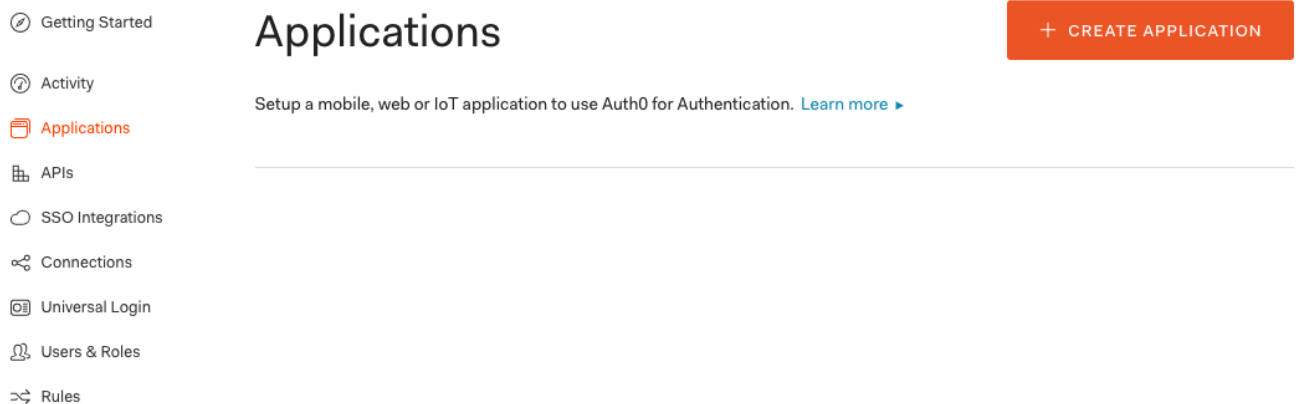 Getting Started
Activity
Applications
APIs
SSO Integrations
Connections
Universal Login
Users & Roles
Rules
Applications
+ CREATE APPLICATION
Setup a mobile, web or IoT application to use Auth0 for Authentication. Learn more ▸